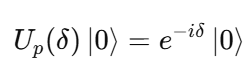 U_p(δ) |0⟩ = e^{-iδ} |0⟩